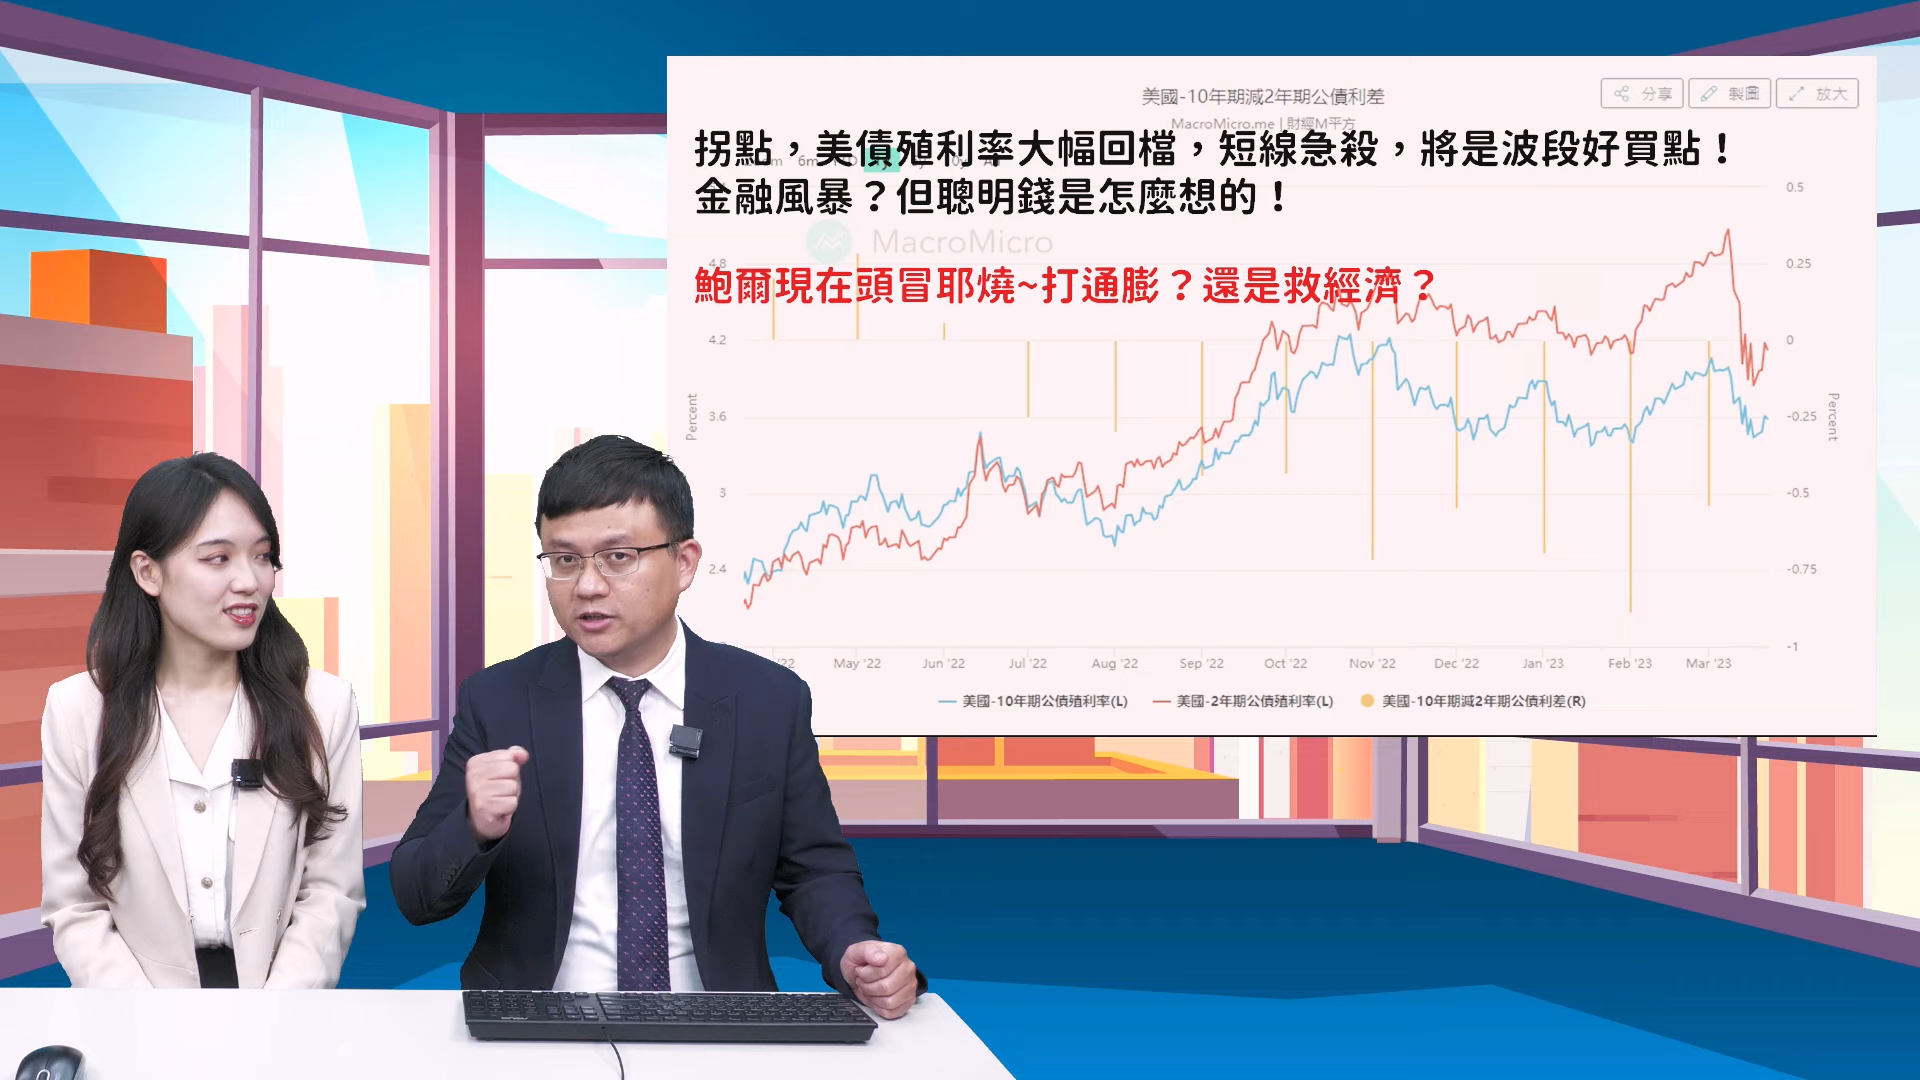 美國-10年期減2年期公債利差
分享
製圖
放大
MacroMicro.me | 財經M平方
拐點，美債殖利率大幅回檔，短線急殺，將是波段好買點！
金融風暴？但聰明錢是怎麼想的！
MacroMicro
鮑爾現在頭冒耶燒~打通膨？還是救經濟？
4.8
4.2
3.6
3
2.4
Percent
0.5
0.25
0
-0.25
-0.5
-0.75
-1
Percent
May '22
Jun '22
Jul '22
Aug '22
Sep '22
Oct '22
Nov '22
Dec '22
Jan '23
Feb '23
Mar '23
美國-10年期公債殖利率(L)
美國-2年期公債殖利率(L)
美國-10年期減2年期公債利差(R)